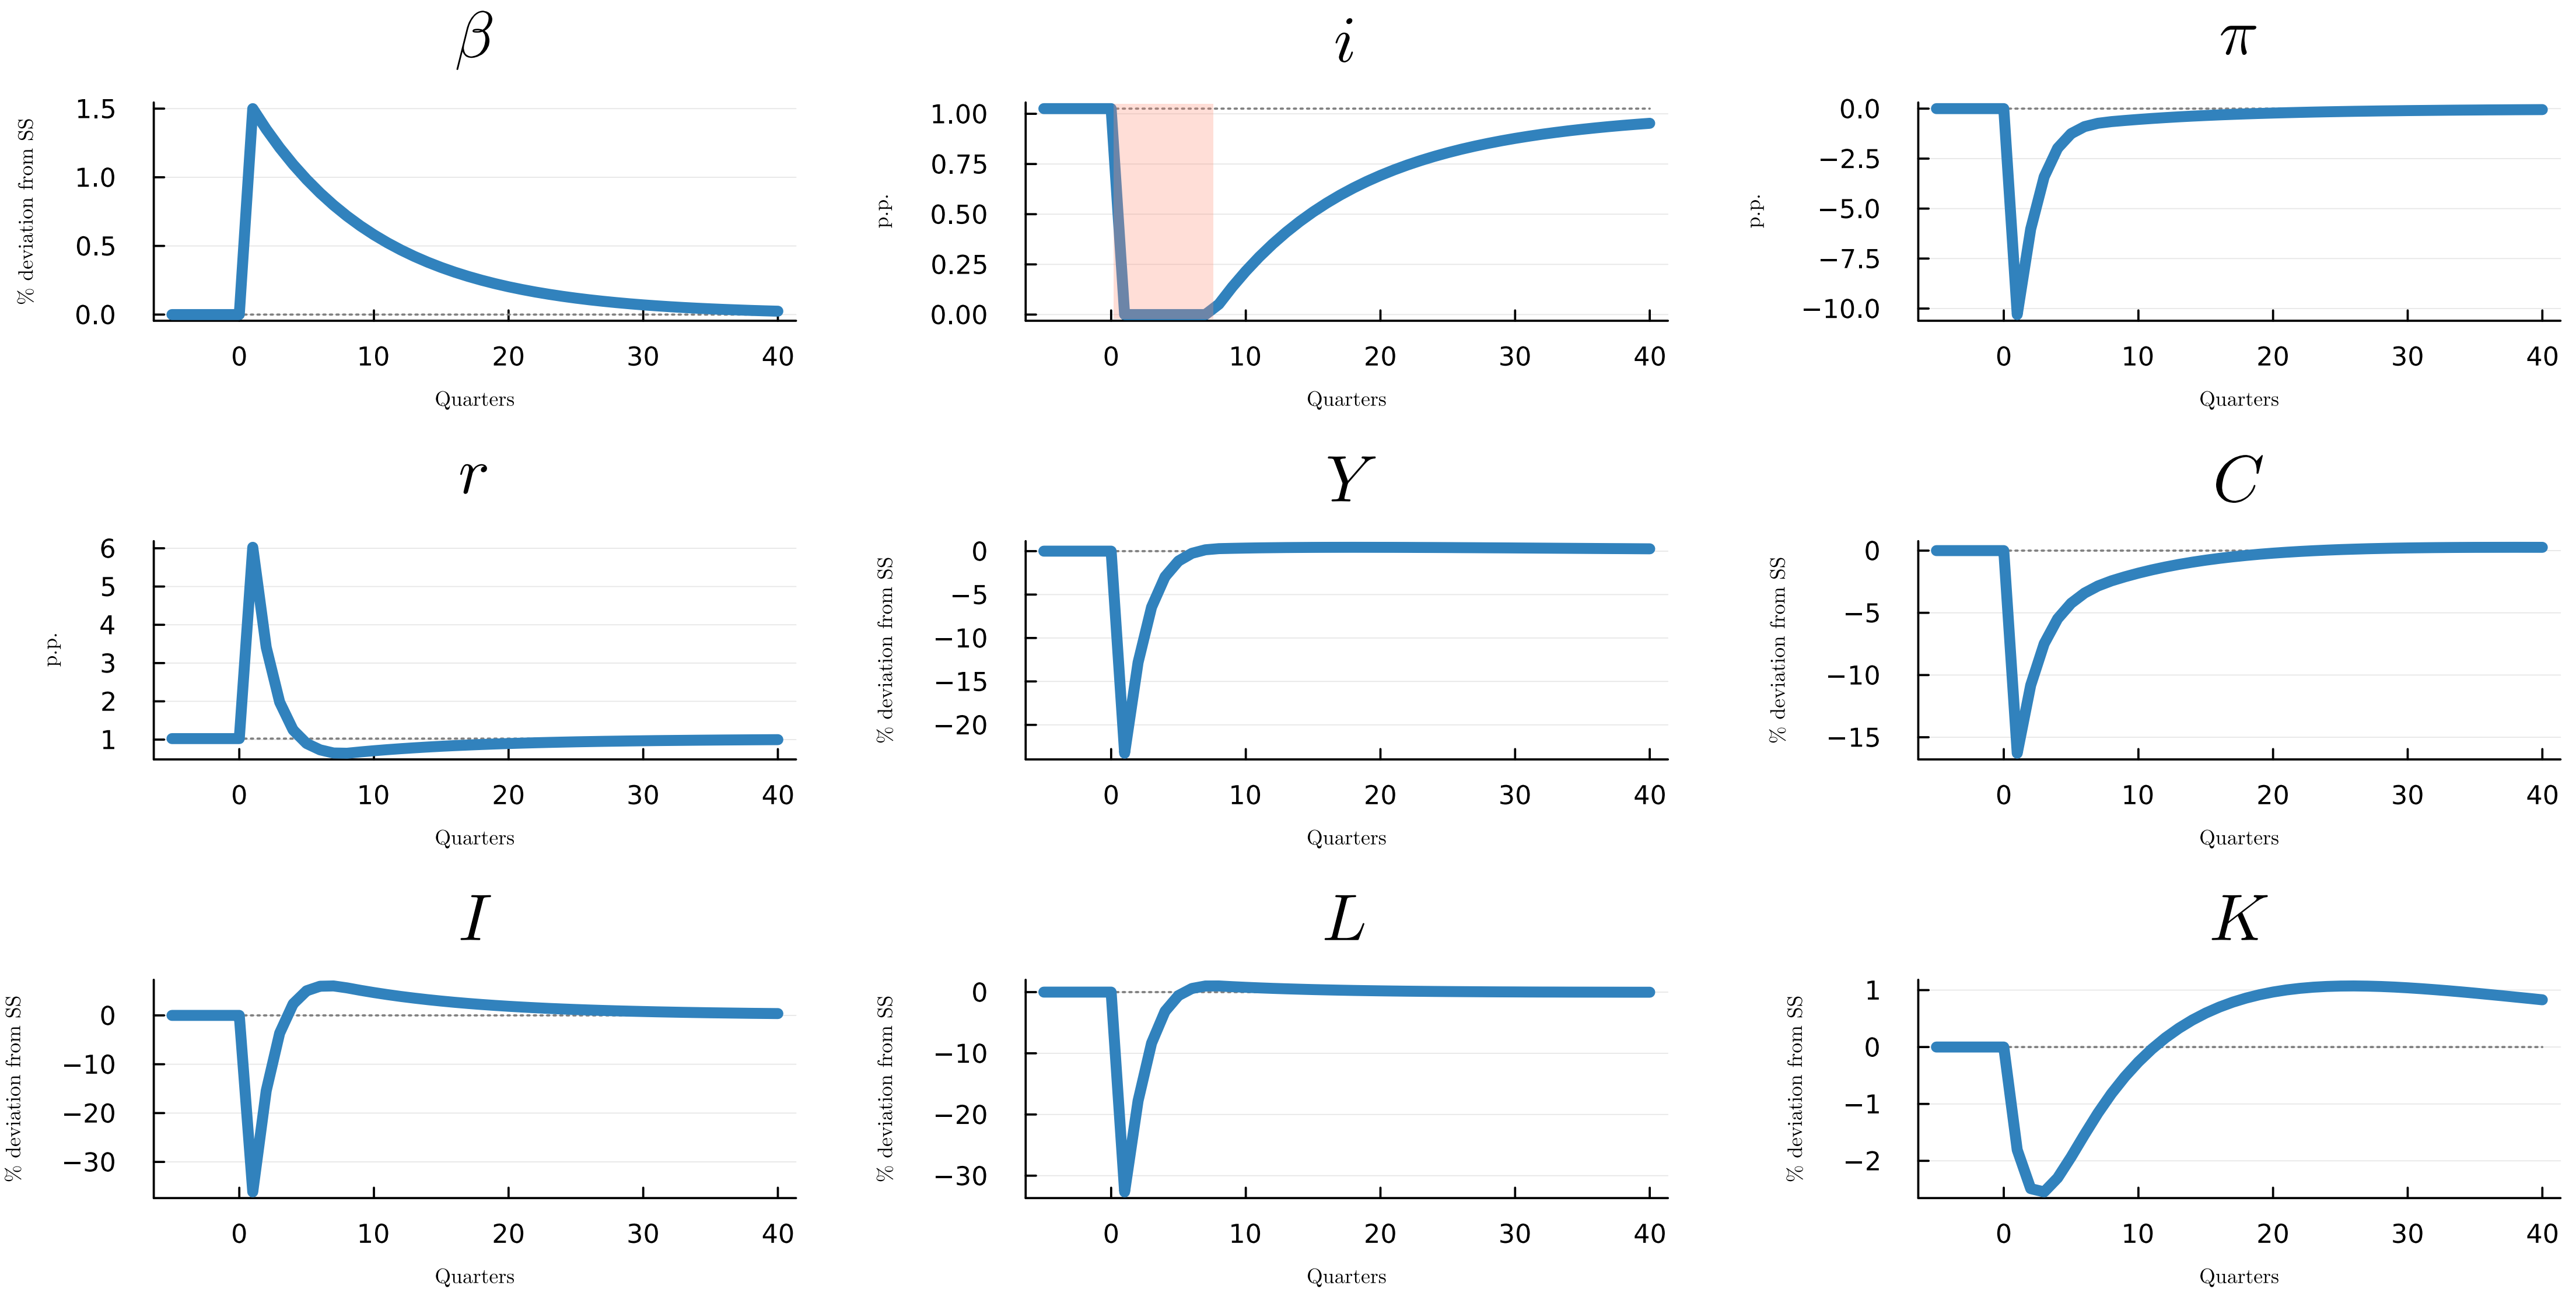 β
% deviation from SS
1.5
1.0
0.5
0.0
0 10 20 30 40
Quarters
i
p.p.
1.00
0.75
0.50
0.25
0.00
0 10 20 30 40
Quarters
π
p.p.
0.0
−2.5
−5.0
−7.5
−10.0
0 10 20 30 40
Quarters
r
p.p.
6
5
4
3
2
1
0 10 20 30 40
Quarters
Y
% deviation from SS
0
−5
−10
−15
−20
0 10 20 30 40
Quarters
C
% deviation from SS
0
−5
−10
−15
0 10 20 30 40
Quarters
I
% deviation from SS
0
−10
−20
−30
0 10 20 30 40
Quarters
L
% deviation from SS
0
−10
−20
−30
0 10 20 30 40
Quarters
K
% deviation from SS
1
0
−1
−2
0 10 20 30 40
Quarters